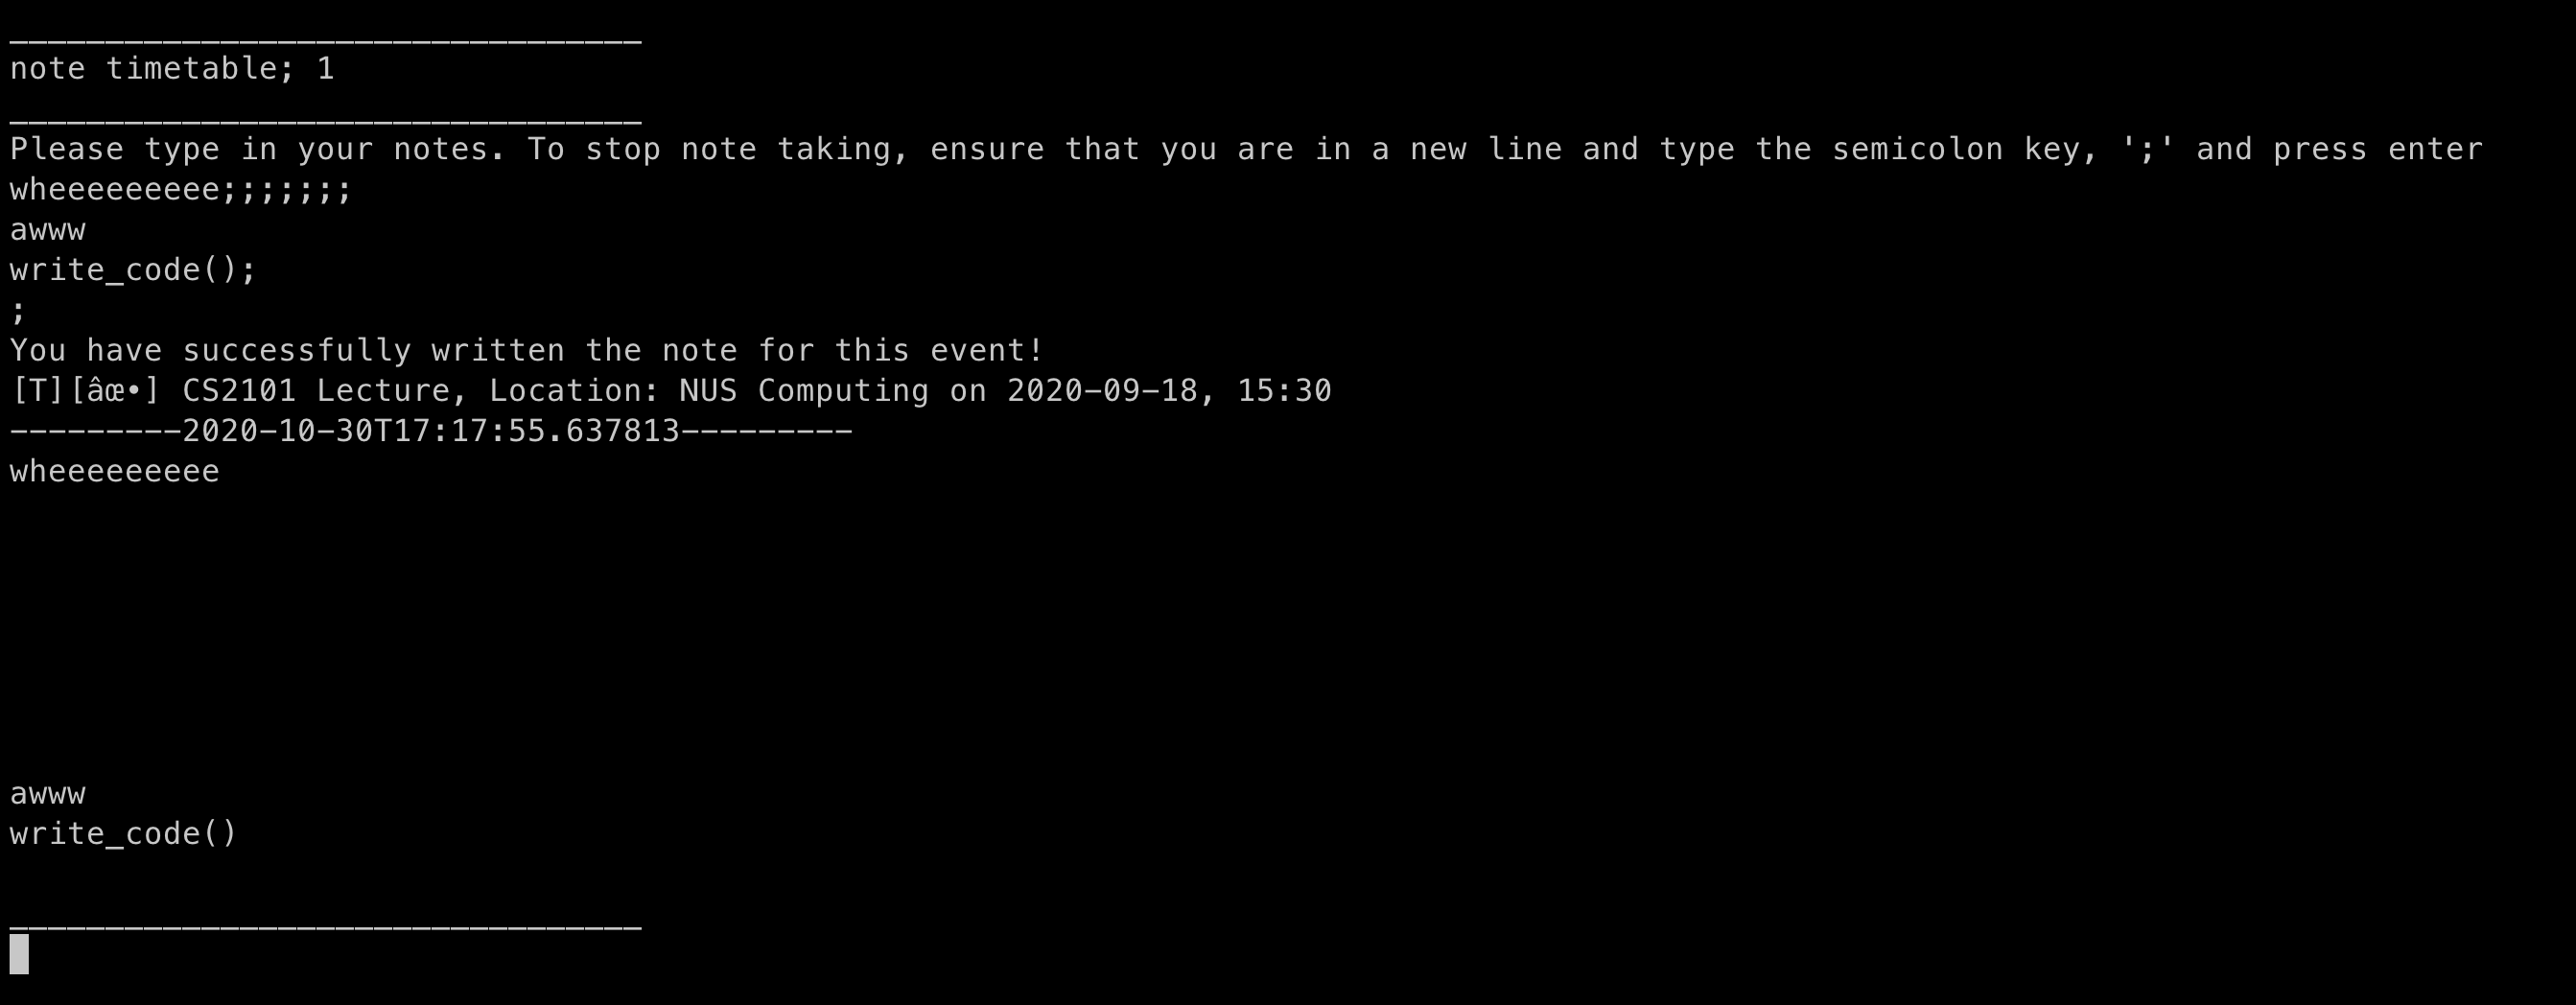 _________________________________
note timetable; 1
_________________________________
Please type in your notes. To stop note taking, ensure that you are in a new line and type the semicolon key, ';' and press enter
wheeeeeeeee;;;;;;;
awww
write_code();
;
You have successfully written the note for this event!
[T][âœ•] CS2101 Lecture, Location: NUS Computing on 2020-09-18, 15:30
---------2020-10-30T17:17:55.637813---------
wheeeeeeeee
awww
write_code()
_________________________________